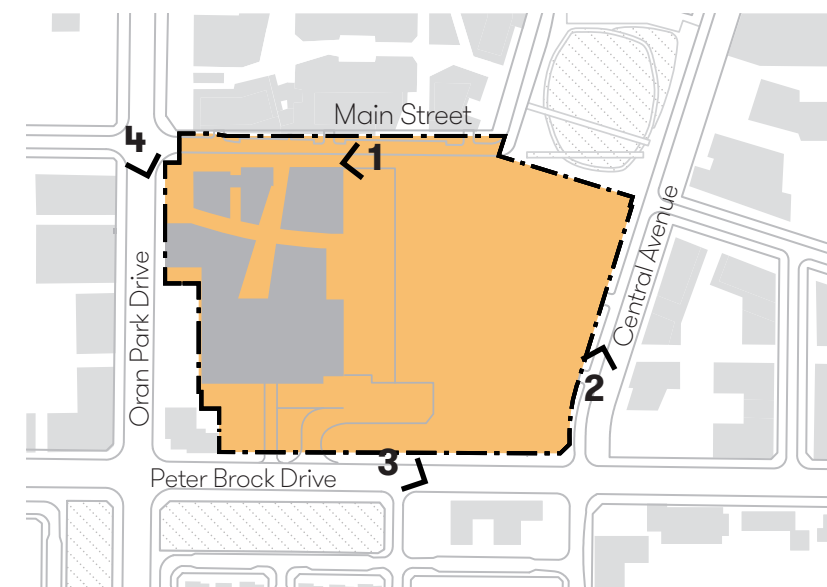 Main Street
4
1
Oran Park Drive
Central Avenue
2
3
Peter Brock Drive